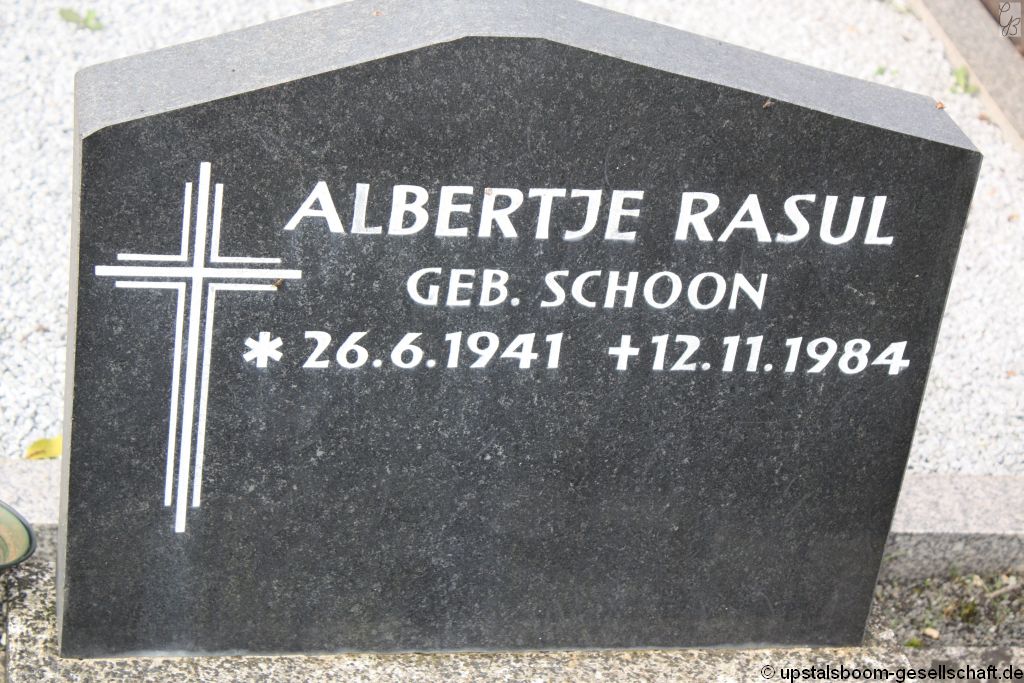 ALBERTJE RASUL
GEB. SCHOON
* 26.6.1941 ✝12.11.1984
© upstalsboom-gesellschaft.de